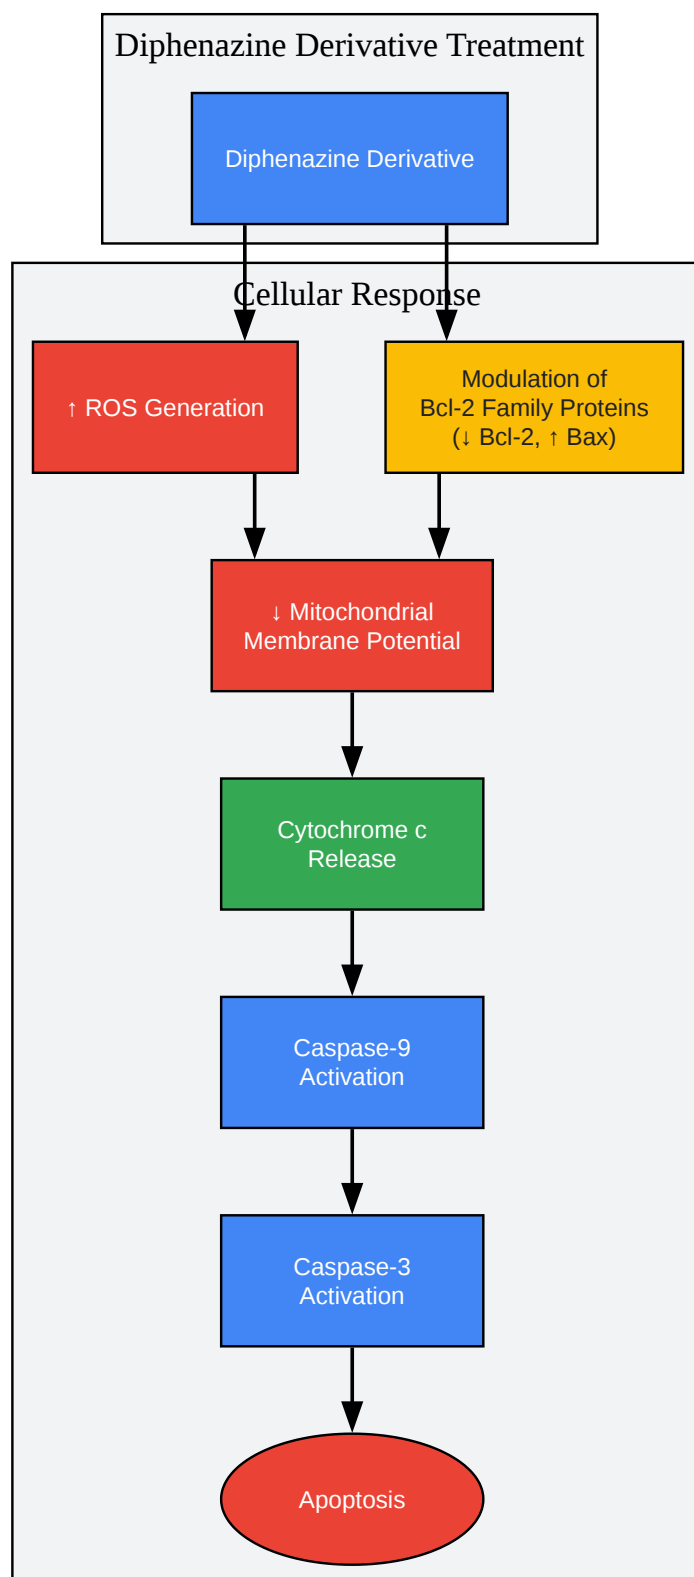 Diphenazine Derivative Treatment
Diphenazine Derivative
Cellular Response
↑ ROS Generation
Modulation of
Bcl-2 Family Proteins
(↓ Bcl-2, ↑ Bax)
↓ Mitochondrial
Membrane Potential
Cytochrome c
Release
Caspase-9
Activation
Caspase-3
Activation
Apoptosis